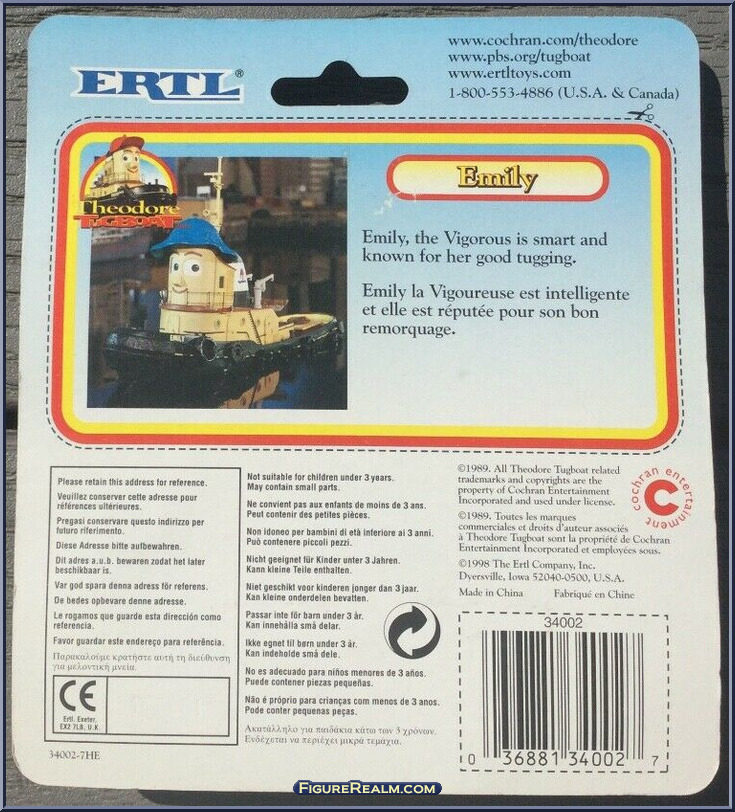 www.cochran.com/theodore
www.pbs.org/tugboat
www.ertltoys.com
1-800-553-4886 (U.S.A. & Canada)
ERTL®
Theodore
TUGBOAT
Emily
Emily, the Vigorous is smart and
known for her good tugging.
Emily la Vigoureuse est intelligente
et elle est réputée pour son bon
remorquage.
Please retain this address for reference.
Veuillez conserver cette adresse pour
références ultérieures.
Pregasi conservare questo indirizzo per
futuro riferimento.
Diese Adresse bitte aufbewahren.
Dit adres a.u.b. bewaren zodat het later
beschikbaar is.
Var god spara denna adress för referens.
De bedes opbevare denne adresse.
Le rogamos que guarde esta dirección como
referencia.
Favor guardar este endereço para referência.
Παρακαλούμε κρατήστε αυτή τη διεύθυνση
για μελοντική μνεία.
CE
Ertl, Exeter,
EX2 7LB, U.K.
34002-7HE
Not suitable for children under 3 years.
May contain small parts.
Ne convient pas aux enfants de moins de 3 ans.
Peut contenir des petites pièces.
Non idoneo per bambini di età inferiore ai 3 anni.
Può contenere piccoli pezzi.
Nicht geeignet für Kinder unter 3 Jahren.
Kann kleine Teile enthalten.
Niet geschikt voor kinderen jonger dan 3 jaar.
Kan kleine onderdelen bevatten.
Passar inte för barn under 3 år.
Kan innehålla små delar.
Ikke egnet til børn under 3 år.
Kan indeholde små dele.
No es adecuado para niños menores de 3 años.
Puede contener piezas pequeñas.
Não é próprio para crianças com menos de 3 anos.
Pode conter pequenas peças.
Ακατάλληλο για παιδάκια κάτω των 3 χρόνων.
Ενδέχεται να περιέχει μικρά τεμάχια.
©1989. All Theodore Tugboat related
trademarks and copyrights are the
property of Cochran Entertainment
Incorporated and used under license.
©1989. Toutes les marques
commerciales et droits d'auteur associés
à Theodore Tugboat sont la propriété de Cochran
Entertainment Incorporated et employées sous.
©1998 The Ertl Company, Inc.
Dyersville, Iowa 52040-0500, U.S.A.
Made in China Fabriqué en Chine
cochran entertainment
C
34002
0 36881 34002 7
FIGUREREALM.COM